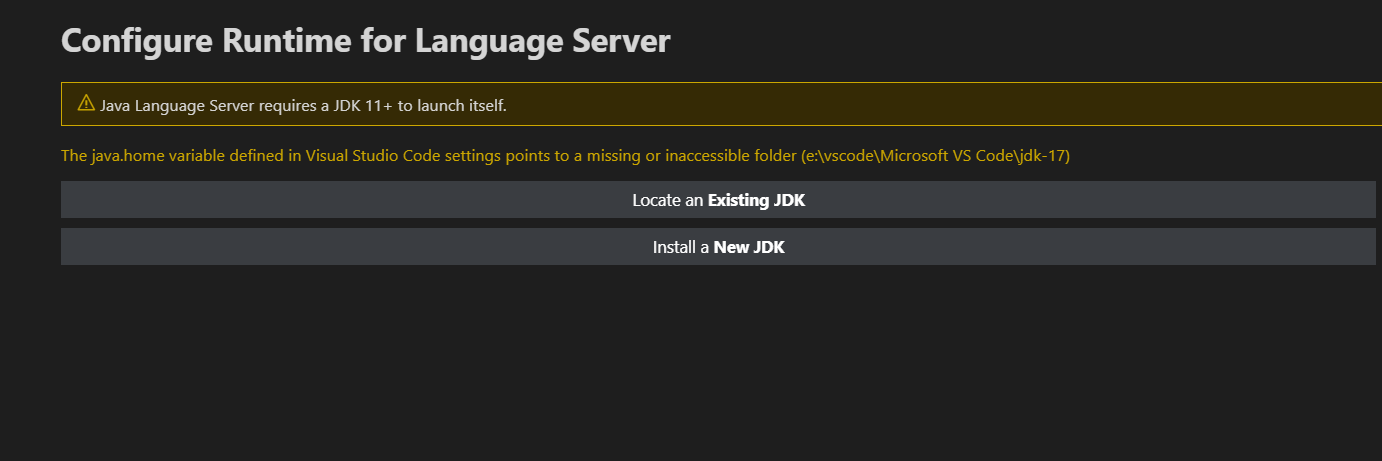 Configure Runtime for Language Server
Java Language Server requires a JDK 11+ to launch itself.
The java.home variable defined in Visual Studio Code settings points to a missing or inaccessible folder (e:\vscode\Microsoft VS Code\jdk-17)
Locate an Existing JDK
Install a New JDK